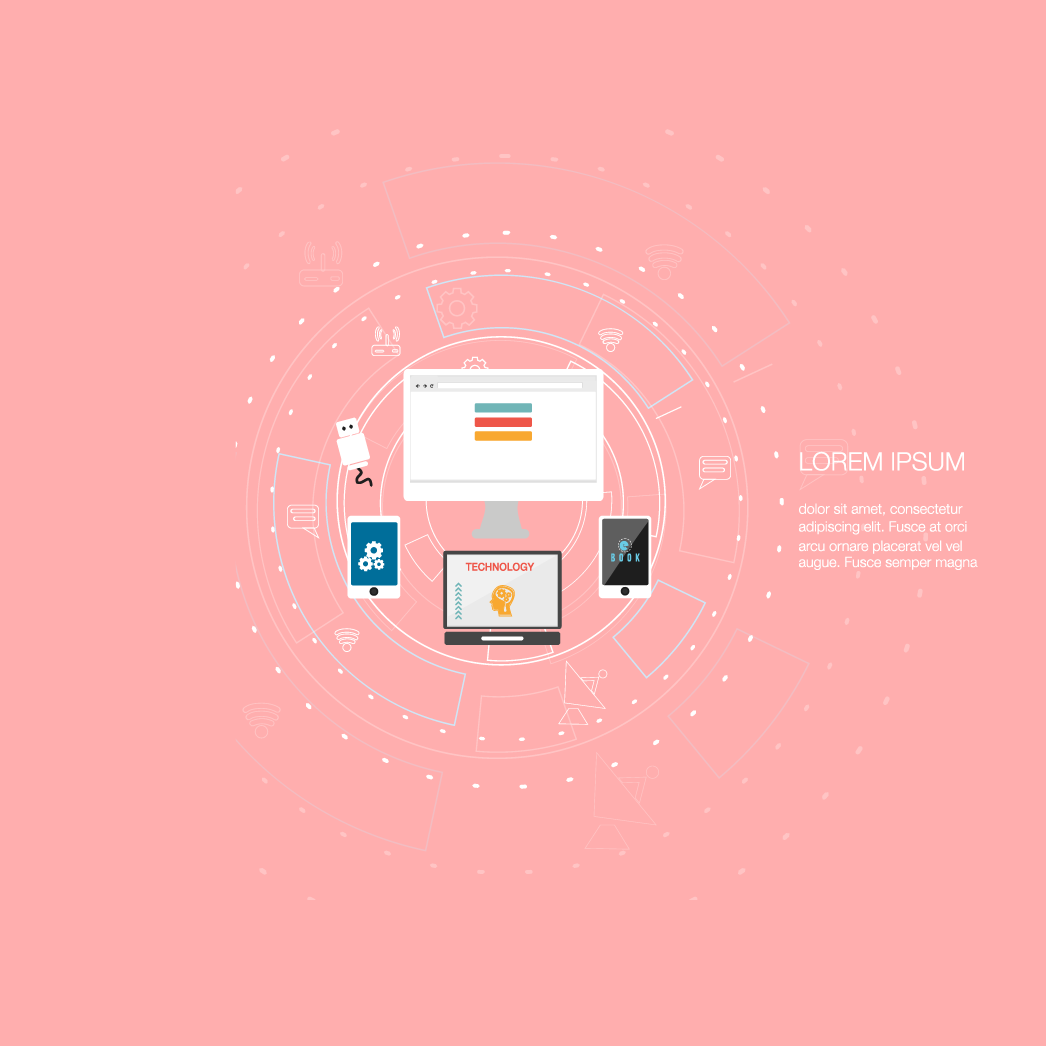 TECHNOLOGY
BOOK
LOREM IPSUM
dolor sit amet, consectetur
adipiscing elit. Fusce at orci
arcu ornare placerat vel vel
augue. Fusce semper magna